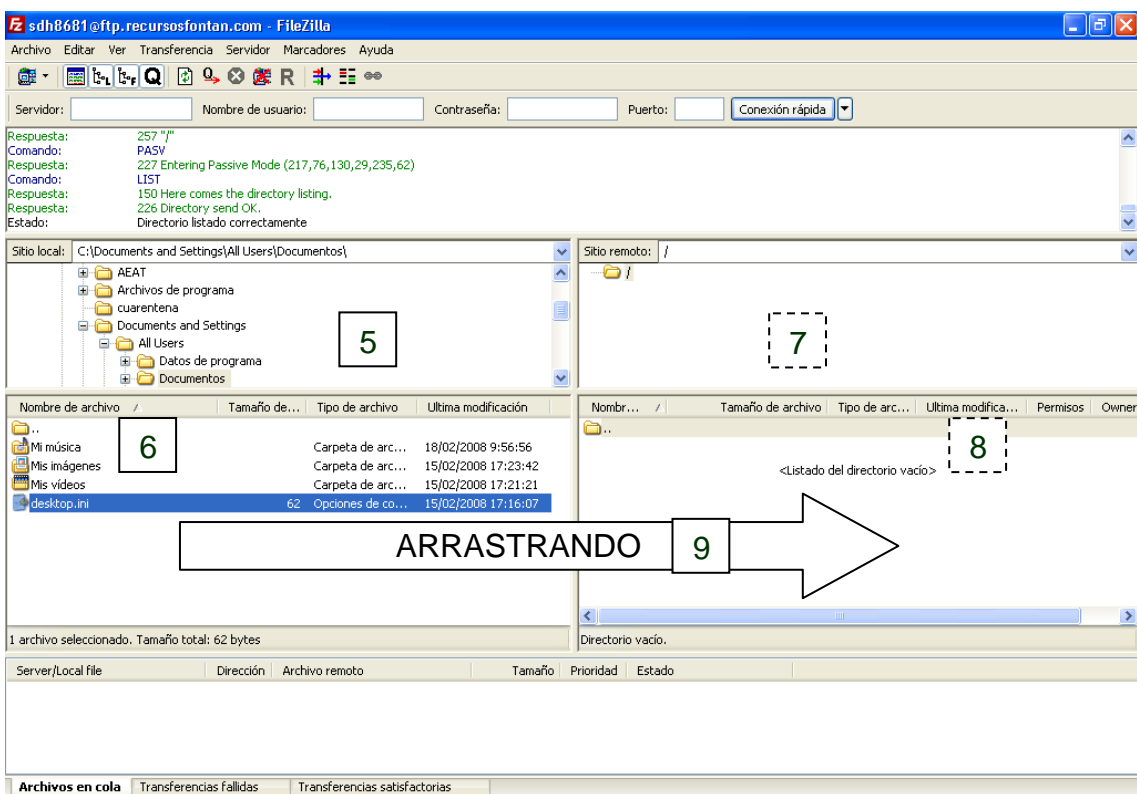 Fz sdh8681@ftp.recursosfontan.com - FileZilla
Archivo Editar Ver Transferencia Servidor Marcadores Ayuda
L F Q R
Servidor: Nombre de usuario: Contraseña: Puerto: Conexión rápida
Respuesta: 257 "/"
Comando: PASV
Respuesta: 227 Entering Passive Mode (217,76,130,29,235,62)
Comando: LIST
Respuesta: 150 Here comes the directory listing.
Respuesta: 226 Directory send OK.
Estado: Directorio listado correctamente
Sitio local: C:\Documents and Settings\All Users\Documentos\
AEAT
Archivos de programa
cuarentena
Documents and Settings
All Users
Datos de programa
Documentos
5
Sitio remoto: /
/
7
Nombre de archivo / Tamaño de... Tipo de archivo Ultima modificación
..
Mi música Carpeta de arc... 18/02/2008 9:56:56
Mis imágenes Carpeta de arc... 15/02/2008 17:23:42
Mis vídeos Carpeta de arc... 15/02/2008 17:21:21
desktop.ini 62 Opciones de co... 15/02/2008 17:16:07
6
Nombr... / Tamaño de archivo Tipo de arc... Ultima modifica... Permisos Owner
..
<Listado del directorio vacío>
8
ARRASTRANDO 9
1 archivo seleccionado. Tamaño total: 62 bytes
Directorio vacío.
Server/Local file Dirección Archivo remoto Tamaño Prioridad Estado
Archivos en cola Transferencias fallidas Transferencias satisfactorias